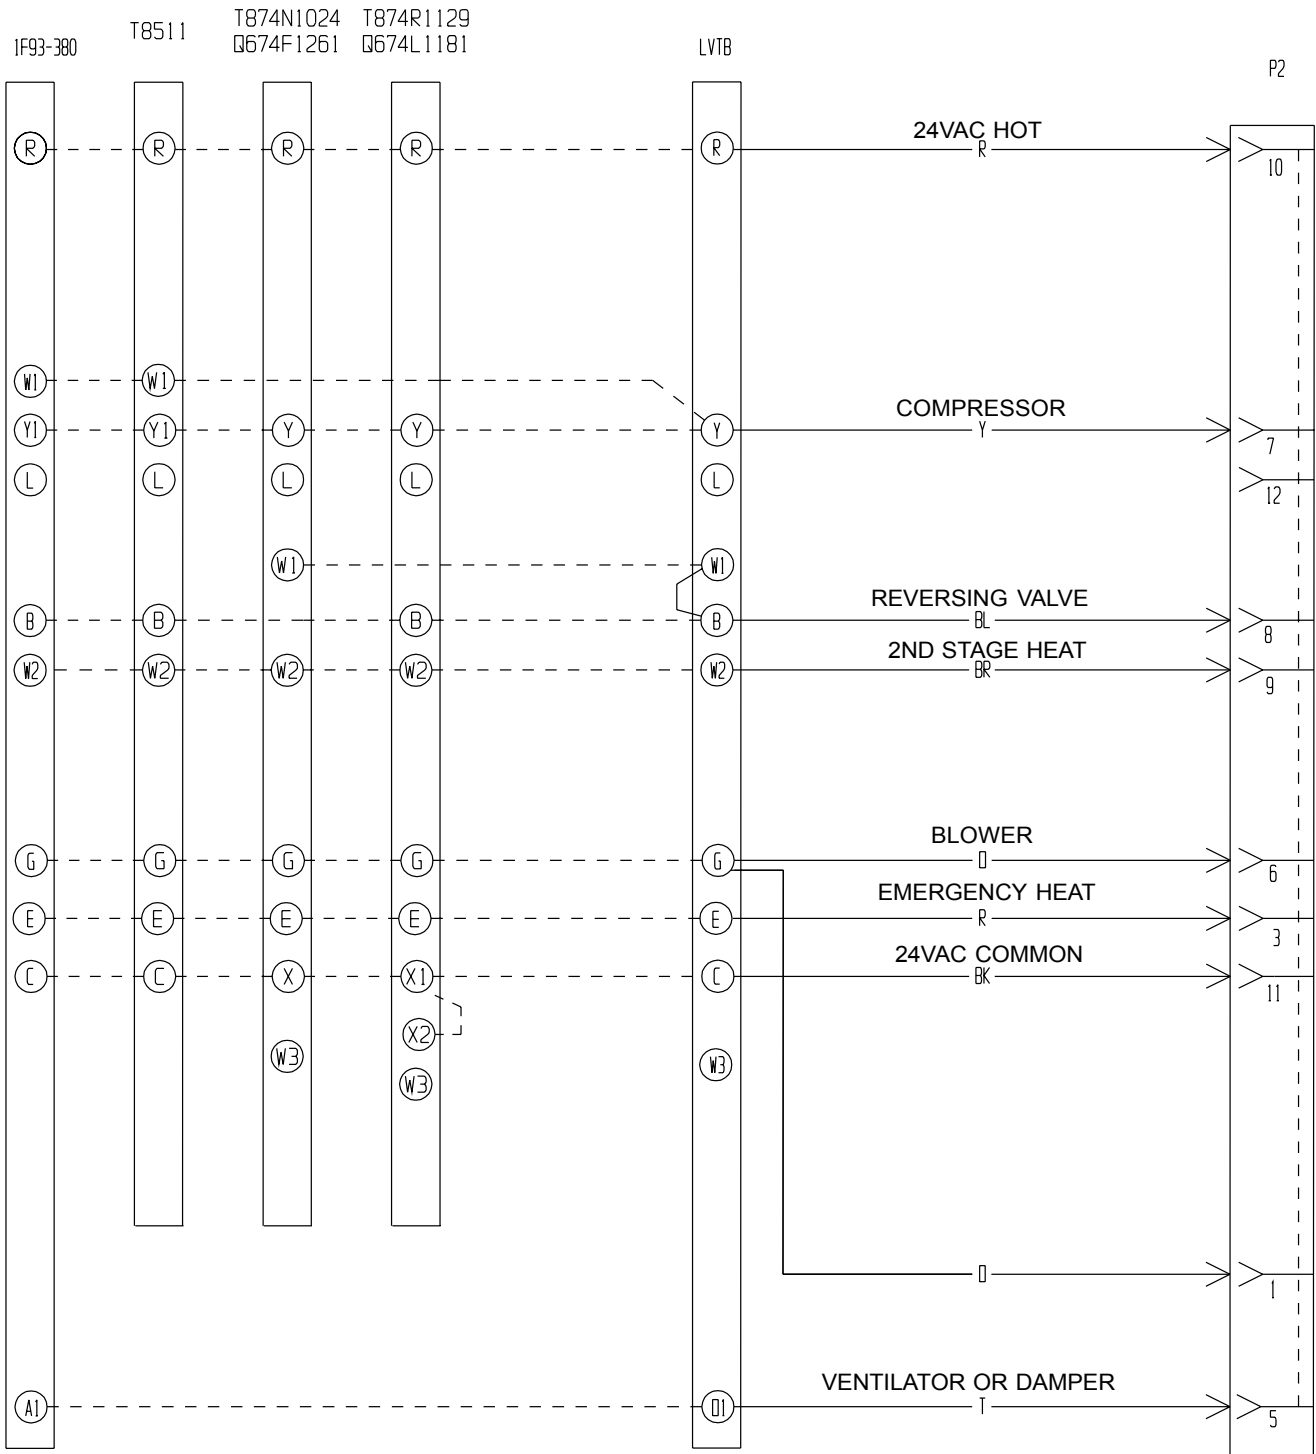 T874N1024 T874R1129
1F93-380 T8511 Q674F1261 Q674L1181 LVTB
P2
24VAC HOT
R R R R R R
10
W1 W1
COMPRESSOR
Y1 Y1 Y Y Y Y
7
L L L L L
12
W1 W1
REVERSING VALVE
B B B B BL
8
2ND STAGE HEAT
W2 W2 W2 W2 W2 BR
9
BLOWER
G G G G G O
6
EMERGENCY HEAT
E E E E E R
3
24VAC COMMON
C C X X1 C BK
11
X2
W3 W3
W3
O
1
VENTILATOR OR DAMPER
A1 O1 T
5